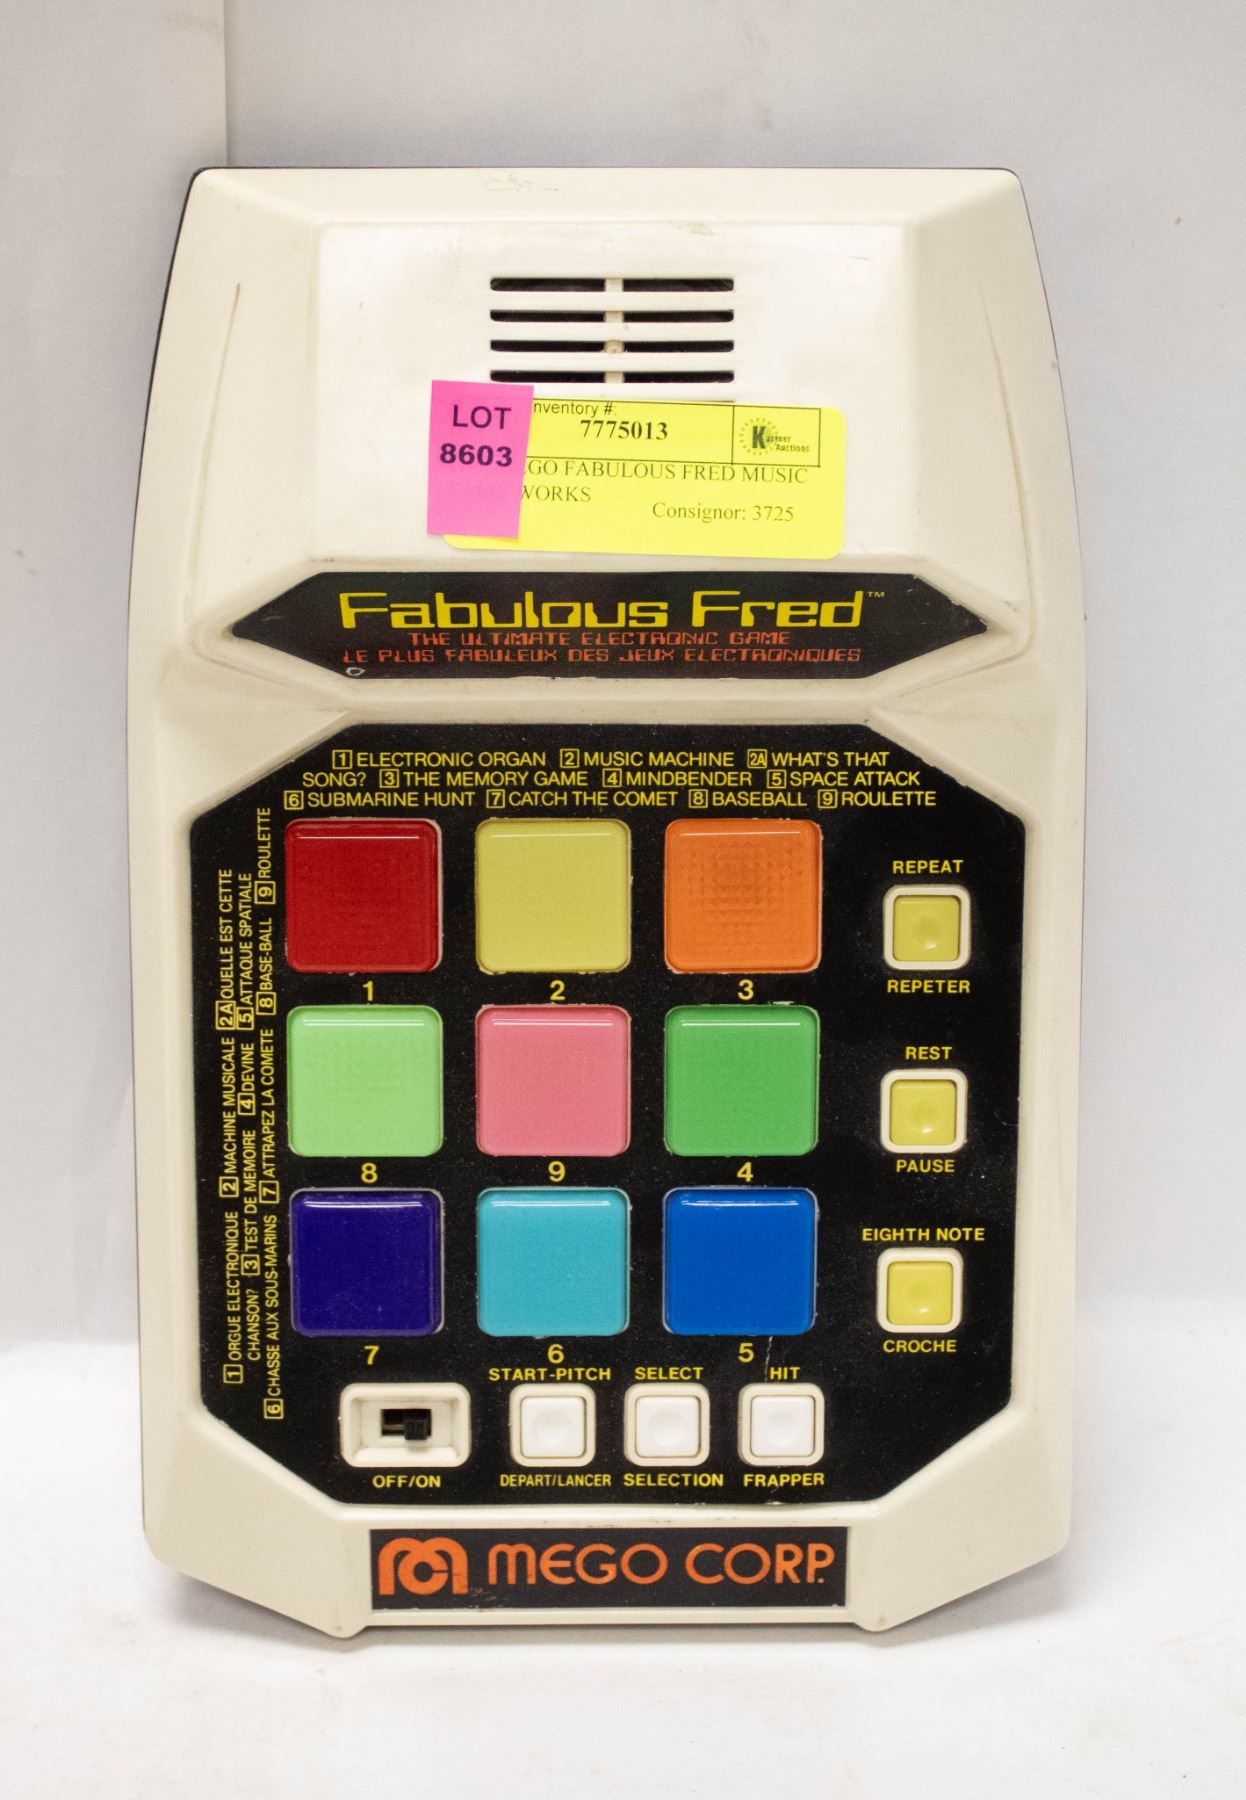 LOT
8603
nventory #:
7775013
Kastner
Auctions
GO FABULOUS FRED MUSIC
WORKS
Consignor: 3725
Fabulous Fred™
THE ULTIMATE ELECTRONIC GAME
LE PLUS FABULEUX DES JEUX ELECTRONIQUES
1 ELECTRONIC ORGAN 2 MUSIC MACHINE 2A WHAT'S THAT
SONG? 3 THE MEMORY GAME 4 MINDBENDER 5 SPACE ATTACK
6 SUBMARINE HUNT 7 CATCH THE COMET 8 BASEBALL 9 ROULETTE
1 ORGUE ELECTRONIQUE 2 MACHINE MUSICALE 2A QUELLE EST CETTE
CHANSON? 3 TEST DE MEMOIRE 4 DEVINE 5 ATTAQUE SPATIALE
6 CHASSE AUX SOUS-MARINS 7 ATTRAPEZ LA COMETE 8 BASE-BALL 9 ROULETTE
1 2 3
8 9 4
7 6 5
REPEAT
REPETER
REST
PAUSE
EIGHTH NOTE
CROCHE
START-PITCH SELECT HIT
OFF/ON DEPART/LANCER SELECTION FRAPPER
MEGO CORP.